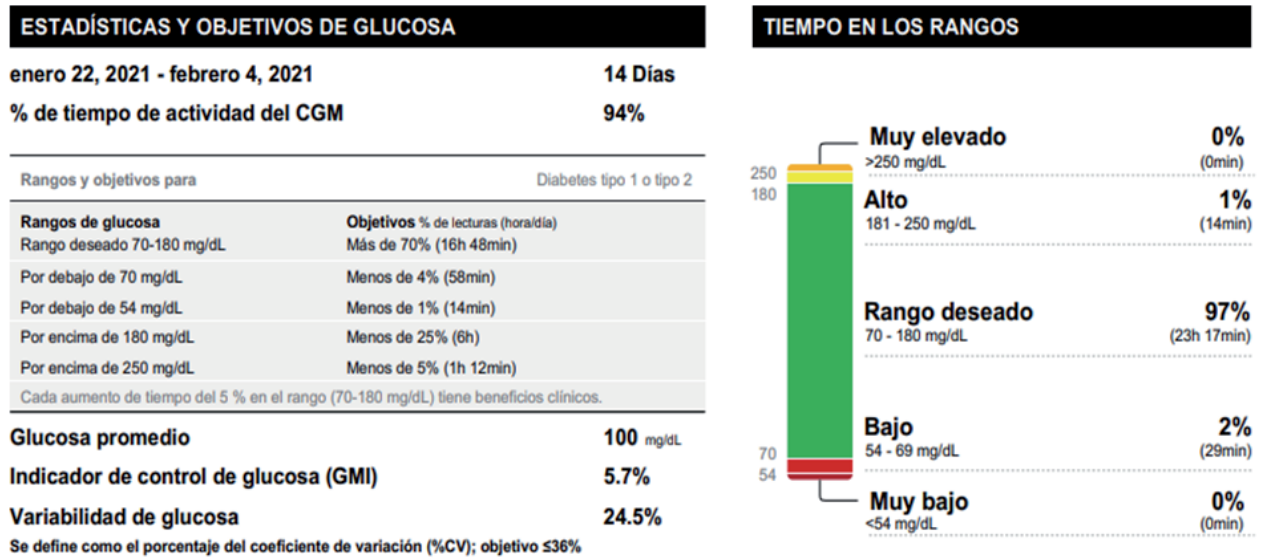 ESTADÍSTICAS Y OBJETIVOS DE GLUCOSA
enero 22, 2021 - febrero 4, 2021 14 Días
% de tiempo de actividad del CGM 94%
Rangos y objetivos para Diabetes tipo 1 o tipo 2
Rangos de glucosa Objetivos % de lecturas (hora/día)
Rango deseado 70-180 mg/dL Más de 70% (16h 48min)
Por debajo de 70 mg/dL Menos de 4% (58min)
Por debajo de 54 mg/dL Menos de 1% (14min)
Por encima de 180 mg/dL Menos de 25% (6h)
Por encima de 250 mg/dL Menos de 5% (1h 12min)
Cada aumento de tiempo del 5 % en el rango (70-180 mg/dL) tiene beneficios clínicos.
Glucosa promedio 100 mg/dL
Indicador de control de glucosa (GMI) 5.7%
Variabilidad de glucosa 24.5%
Se define como el porcentaje del coeficiente de variación (%CV); objetivo ≤36%
TIEMPO EN LOS RANGOS
Muy elevado 0%
>250 mg/dL (0min)
250
180
Alto 1%
181 - 250 mg/dL (14min)
Rango deseado 97%
70 - 180 mg/dL (23h 17min)
Bajo 2%
54 - 69 mg/dL (29min)
70
54
Muy bajo 0%
<54 mg/dL (0min)